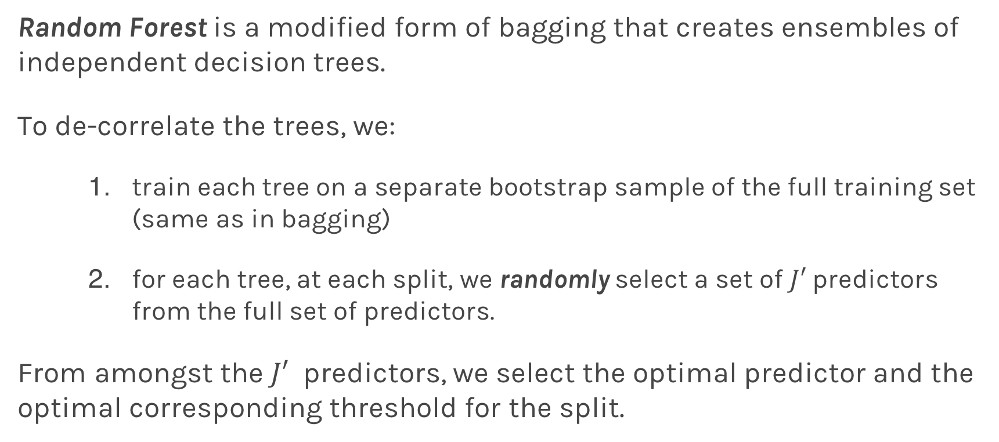 Random Forest is a modified form of bagging that creates ensembles of
independent decision trees.
To de-correlate the trees, we:
1. train each tree on a separate bootstrap sample of the full training set
(same as in bagging)
2. for each tree, at each split, we randomly select a set of J′ predictors
from the full set of predictors.
From amongst the J′ predictors, we select the optimal predictor and the
optimal corresponding threshold for the split.